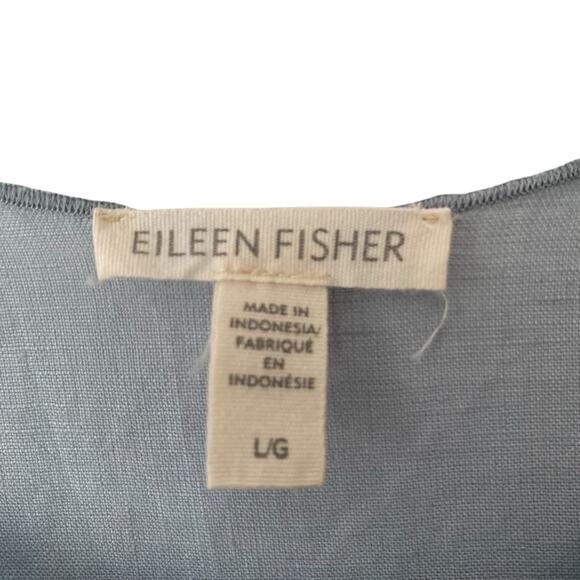 EILEEN FISHER
MADE IN
INDONESIA/
FABRIQUÉ
EN
INDONÉSIE
L/G